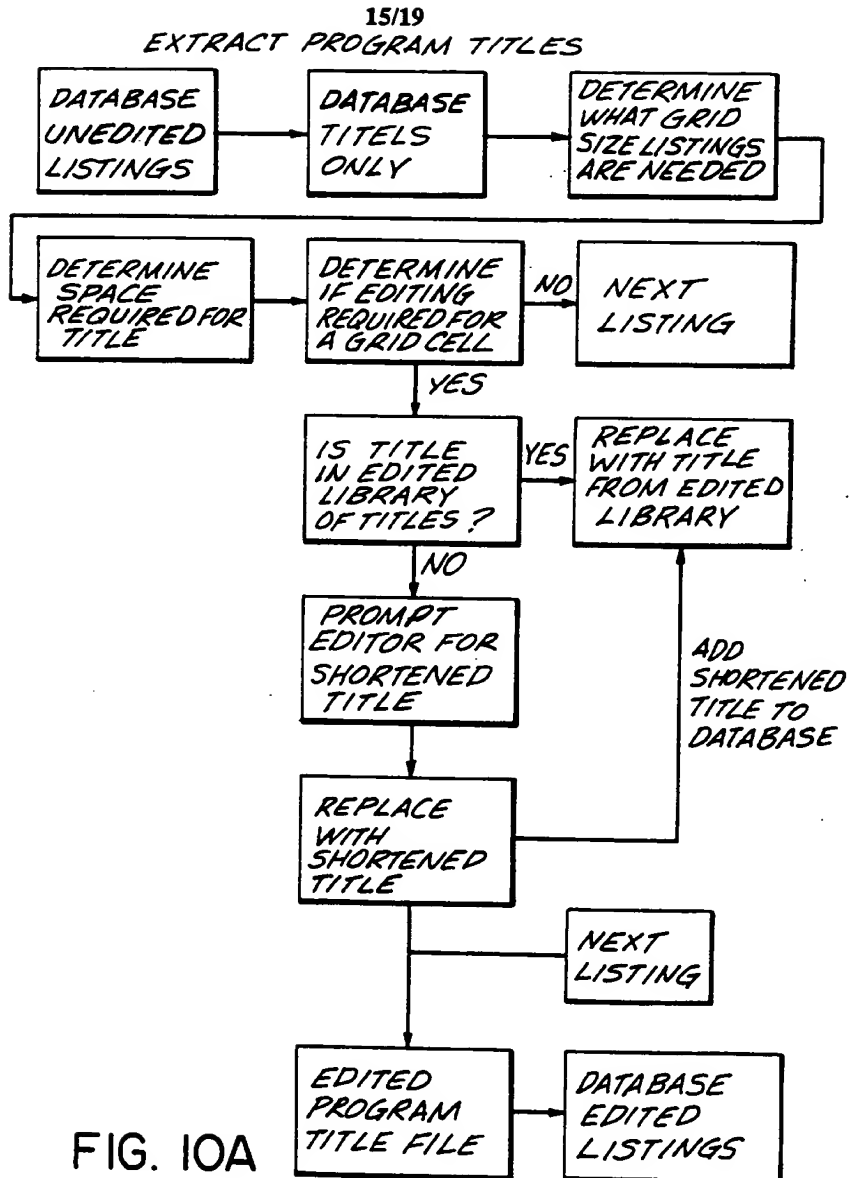 15/19
EXTRACT PROGRAM TITLES
DATABASE
UNEDITED
LISTINGS
DATABASE
TITELS
ONLY
DETERMINE
WHAT GRID
SIZE LISTINGS
ARE NEEDED
DETERMINE
SPACE
REQUIRED FOR
TITLE
DETERMINE
IF EDITING
REQUIRED FOR
A GRID CELL
NO
NEXT
LISTING
YES
IS TITLE
IN EDITED
LIBRARY
OF TITLES?
YES
REPLACE
WITH TITLE
FROM EDITED
LIBRARY
NO
PROMPT
EDITOR FOR
SHORTENED
TITLE
ADD
SHORTENED
TITLE TO
DATABASE
REPLACE
WITH
SHORTENED
TITLE
NEXT
LISTING
EDITED
PROGRAM
TITLE FILE
DATABASE
EDITED
LISTINGS
FIG. 10A